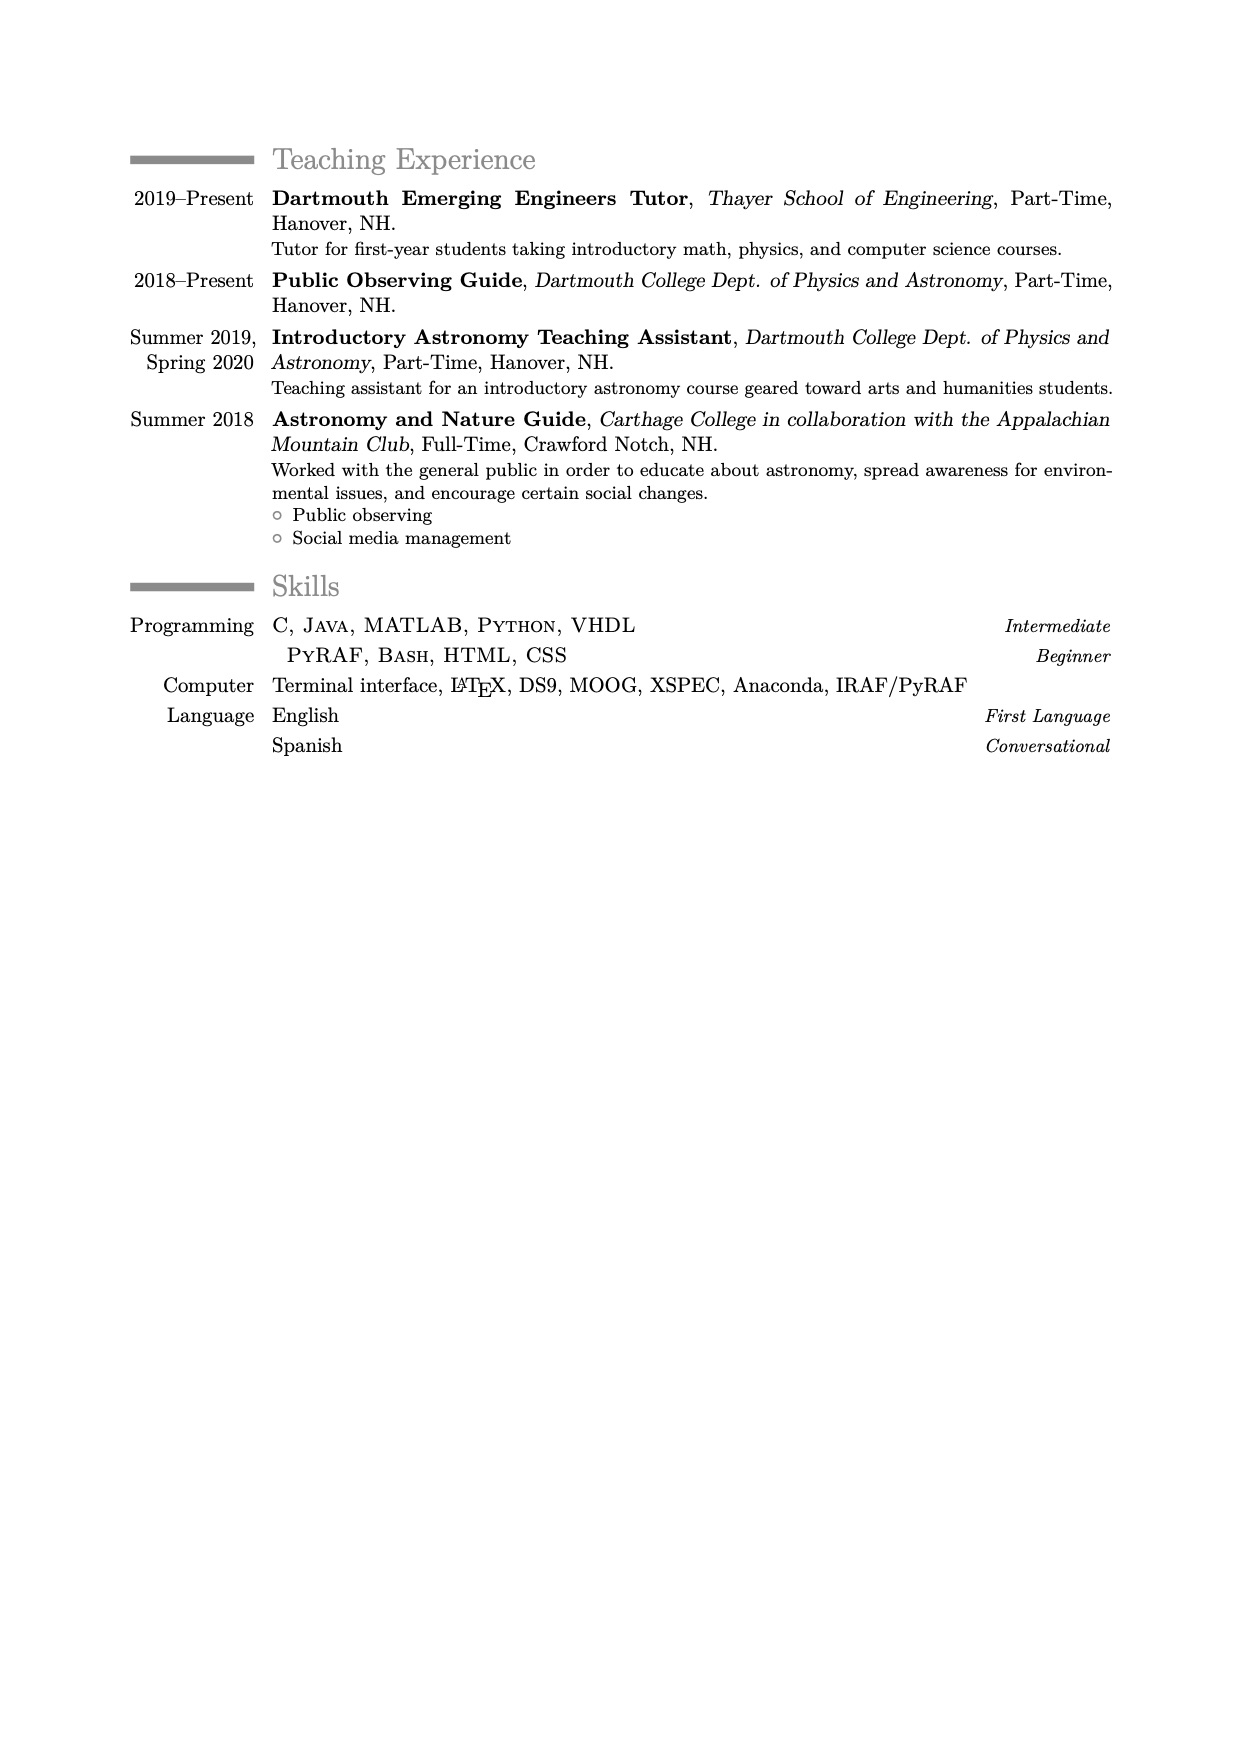 Teaching Experience
2019–Present Dartmouth Emerging Engineers Tutor, Thayer School of Engineering, Part-Time,
Hanover, NH.
Tutor for first-year students taking introductory math, physics, and computer science courses.
2018–Present Public Observing Guide, Dartmouth College Dept. of Physics and Astronomy, Part-Time,
Hanover, NH.
Summer 2019, Introductory Astronomy Teaching Assistant, Dartmouth College Dept. of Physics and
Spring 2020 Astronomy, Part-Time, Hanover, NH.
Teaching assistant for an introductory astronomy course geared toward arts and humanities students.
Summer 2018 Astronomy and Nature Guide, Carthage College in collaboration with the Appalachian
Mountain Club, Full-Time, Crawford Notch, NH.
Worked with the general public in order to educate about astronomy, spread awareness for environ-
mental issues, and encourage certain social changes.
○ Public observing
○ Social media management
Skills
Programming C, Java, MATLAB, Python, VHDL Intermediate
PyRAF, Bash, HTML, CSS Beginner
Computer Terminal interface, LATEX, DS9, MOOG, XSPEC, Anaconda, IRAF/PyRAF
Language English First Language
Spanish Conversational